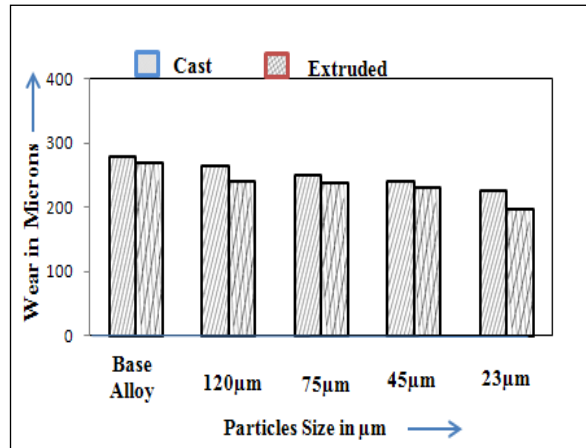 Cast Extruded
Wear in Microns
400
300
200
100
0
Base
Alloy
120μm 75μm 45μm 23μm
Particles Size in μm